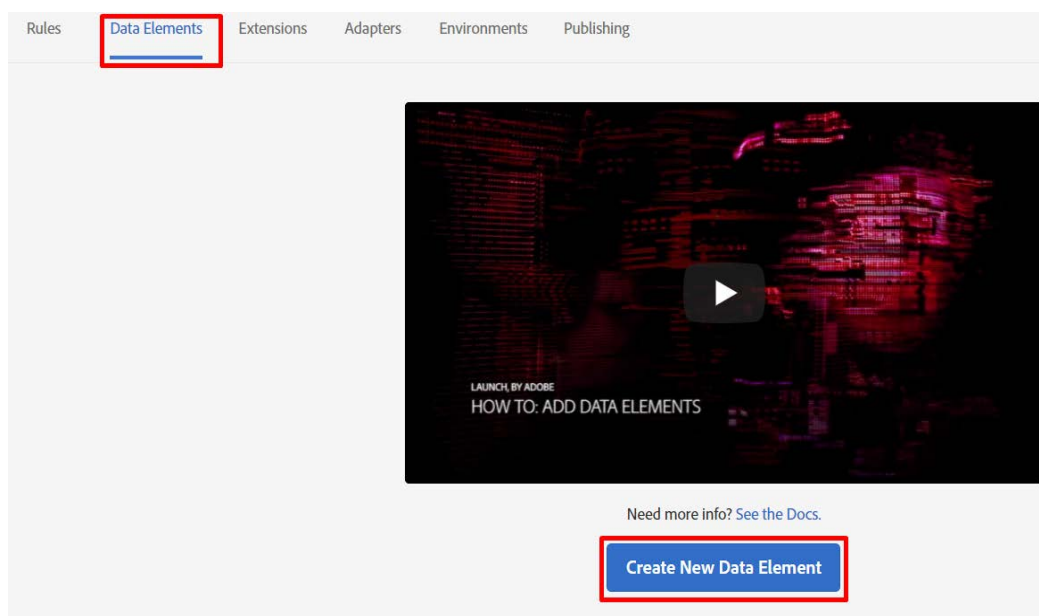 Rules Data Elements Extensions Adapters Environments Publishing
LAUNCH, BY ADOBE
HOW TO: ADD DATA ELEMENTS
Need more info? See the Docs.
Create New Data Element